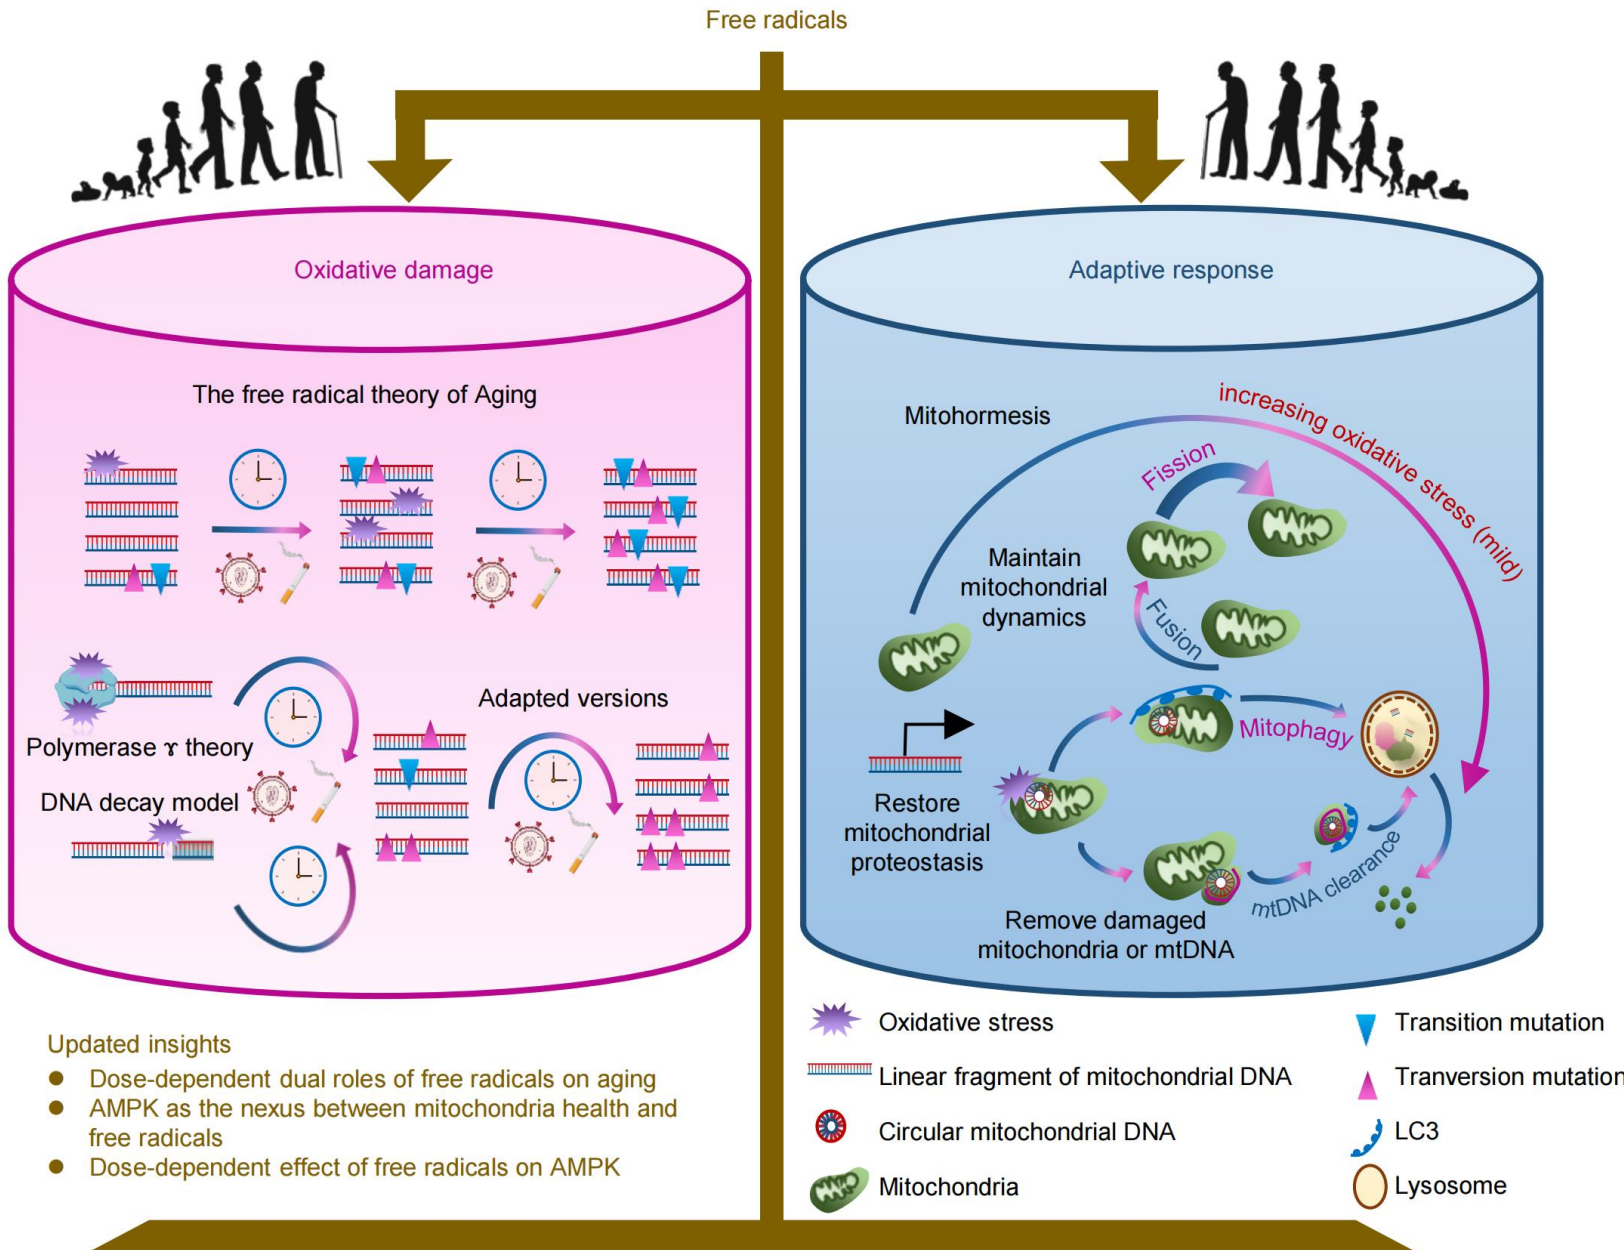 Free radicals
Oxidative damage
The free radical theory of Aging
Polymerase ɤ theory
DNA decay model
Adapted versions
Adaptive response
Mitohormesis
increasing oxidative stress (mild)
Fission
Maintain
mitochondrial
dynamics
Fusion
Mitophagy
Restore
mitochondrial
proteostasis
mtDNA clearance
Remove damaged
mitochondria or mtDNA
Updated insights
● Dose-dependent dual roles of free radicals on aging
● AMPK as the nexus between mitochondria health and
free radicals
● Dose-dependent effect of free radicals on AMPK
Oxidative stress
Linear fragment of mitochondrial DNA
Circular mitochondrial DNA
Mitochondria
Transition mutation
Tranversion mutation
LC3
Lysosome